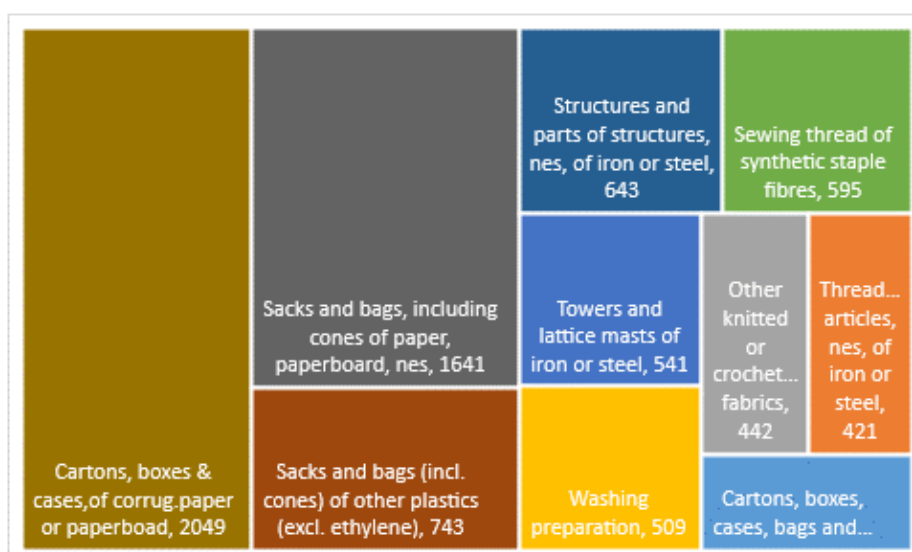 Cartons, boxes &
cases,of corrug.paper
or paperboad, 2049
Sacks and bags, including
cones of paper,
paperboard, nes, 1641
Sacks and bags (incl.
cones) of other plastics
(excl. ethylene), 743
Structures and
parts of structures,
nes, of iron or steel,
643
Sewing thread of
synthetic staple
fibres, 595
Towers and
lattice masts of
iron or steel, 541
Washing
preparation, 509
Other
knitted
or
crochet...
fabrics,
442
Thread...
articles,
nes, of
iron or
steel,
421
Cartons, boxes,
cases, bags and...